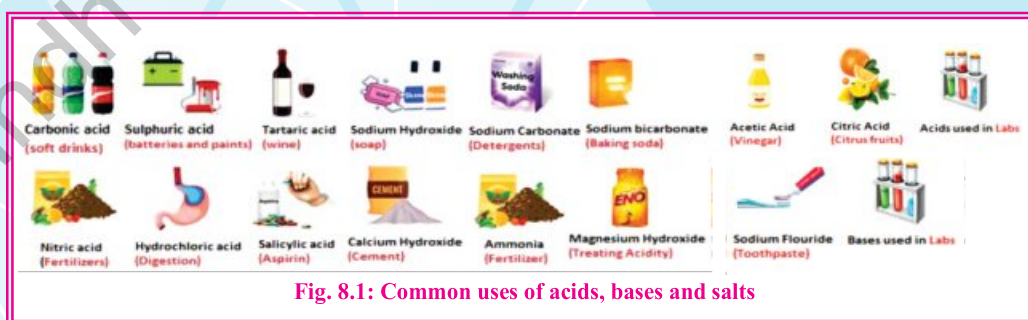 Carbonic acid
(soft drinks)
Sulphuric acid
(batteries and paints)
Tartaric acid
(wine)
Sodium Hydroxide
(soap)
Washing
Soda
Sodium Carbonate
(Detergents)
Sodium bicarbonate
(Baking soda)
Acetic Acid
(Vinegar)
Citric Acid
(Citrus fruits)
Acids used in Labs
Nitric acid
(Fertilizers)
Hydrochloric acid
(Digestion)
Salicylic acid
(Aspirin)
CEMENT
Calcium Hydroxide
(Cement)
Ammonia
(Fertilizer)
ENO
Magnesium Hydroxide
(Treating Acidity)
Sodium Flouride
(Toothpaste)
Bases used in Labs
Fig. 8.1: Common uses of acids, bases and salts